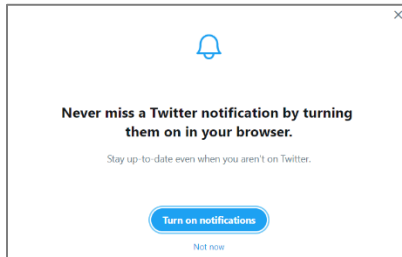 Never miss a Twitter notification by turning
them on in your browser.
Stay up-to-date even when you aren't on Twitter.
Turn on notifications
Not now